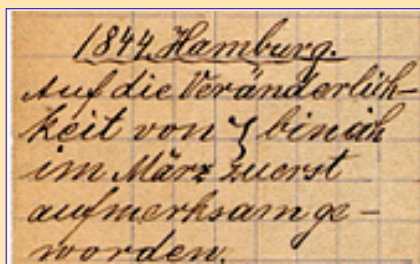 1844. Hamburg.
Auf die Veränderlich-
keit von bin ich
im März zuerst
aufmerksam ge-
worden.